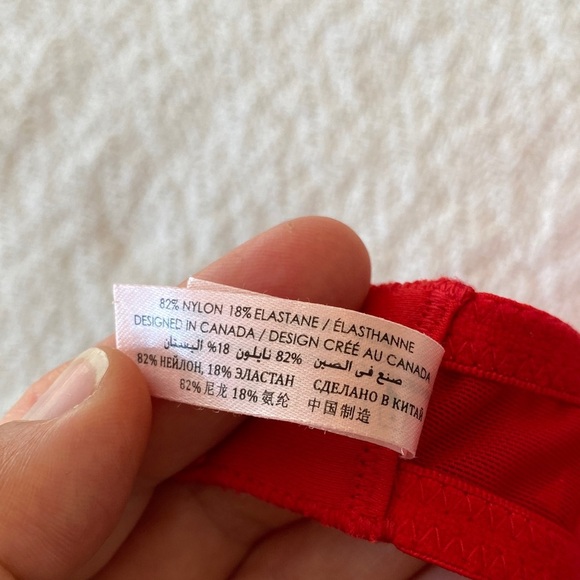 82% NYLON 18% ELASTANE / ÉLASTHANNE
DESIGNED IN CANADA / DESIGN CRÉÉ AU CANADA
صنع في الصين 82% نايلون 18% اليستان
82% НЕЙЛОН, 18% ЭЛАСТАН СДЕЛАНО В КИТАЕ
82% 尼龙 18% 氨纶 中国制造